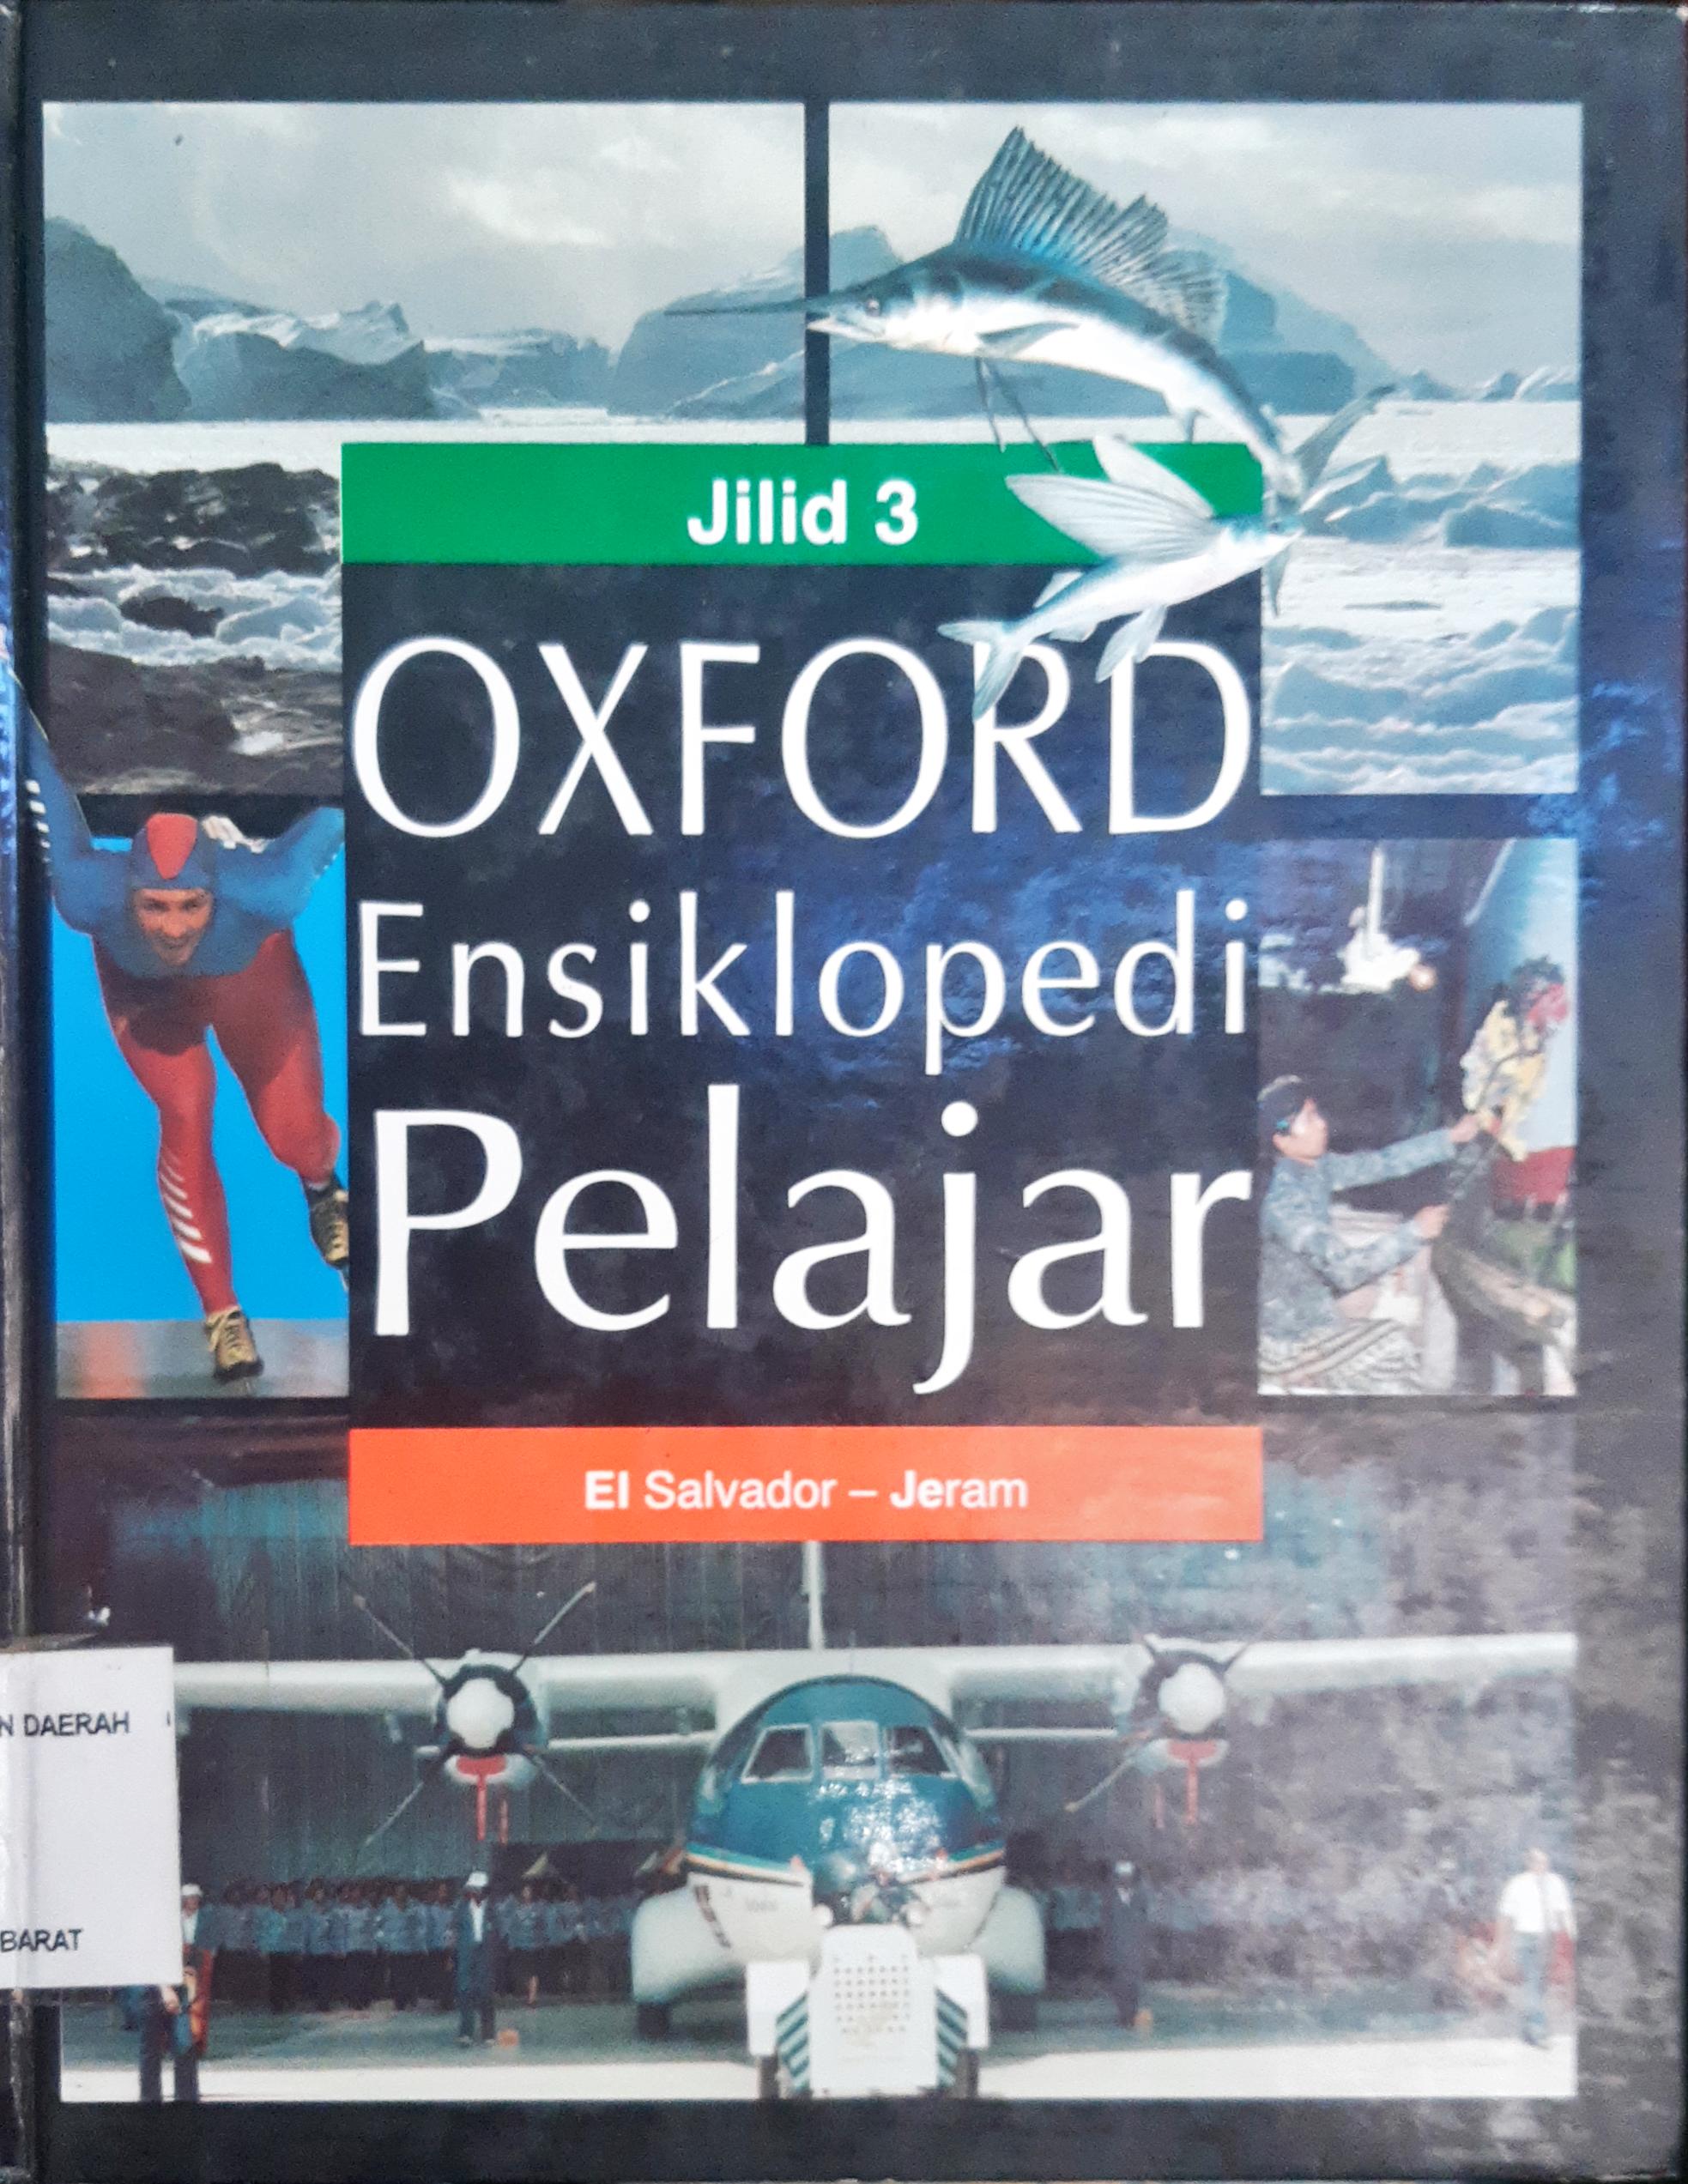 Jilid 3
OXFORD
Ensiklopedi
Pelajar
El Salvador – Jeram
N DAERAH
BARAT